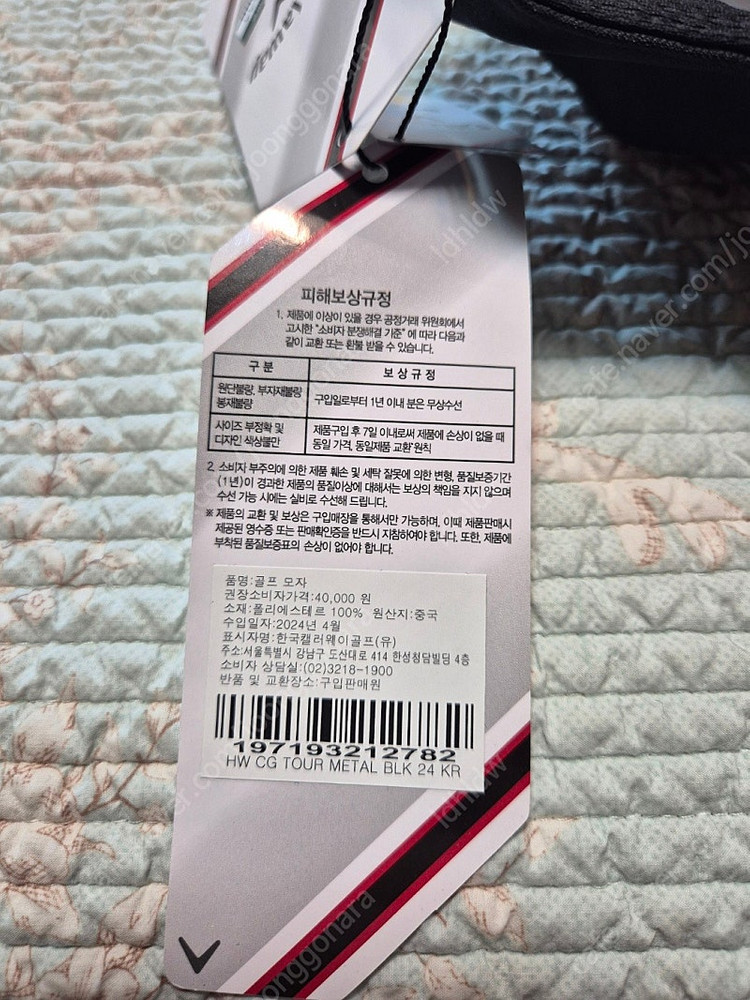 피해보상규정
1. 제품에 이상이 있을 경우 공정거래 위원회에서
고시한 "소비자 분쟁해결 기준"에 따라 다음과
같이 교환 또는 환불 받을 수 있습니다.
구 분 보 상 규 정
원단불량, 부자재불량
봉재불량
구입일로부터 1년 이내 분은 무상수선
사이즈 부정확 및
디자인 색상불만
제품구입 후 7일 이내로써 제품에 손상이 없을 때
동일 가격, 동일제품 교환 원칙
2. 소비자 부주의에 의한 제품 훼손 및 세탁 잘못에 의한 변형, 품질보증기간
(1년)이 경과한 제품의 품질이상에 대해서는 보상의 책임을 지지 않으며
수선 가능 시에는 실비로 수선해 드립니다.
※ 제품의 교환 및 보상은 구입매장을 통해서만 가능하며, 이때 제품판매시
제공된 영수증 또는 판매확인증을 반드시 지참하여야 합니다. 또한, 제품에
부착된 품질보증표의 손상이 없어야 합니다.
품명:골프 모자
권장소비자가격:40,000 원
소재:폴리에스테르 100% 원산지:중국
수입일자:2024년 4월
표시자명:한국캘러웨이골프(유)
주소:서울특별시 강남구 도산대로 414 한성청담빌딩 4층
소비자 상담실:(02)3218-1900
반품 및 교환장소:구입판매원
197193212782
HW CG TOUR METAL BLK 24 KR
ldhldw
ldhldw
joonggonara